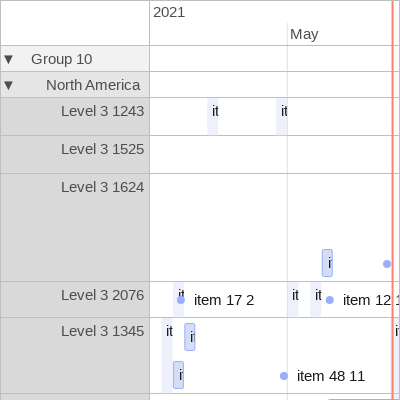 2021
May
▼ Group 10
▼ North America
Level 3 1243 it it
Level 3 1525
Level 3 1624
i
Level 3 2076 it item 17 2 it it item 12 1
Level 3 1345 it it
i item 48 11